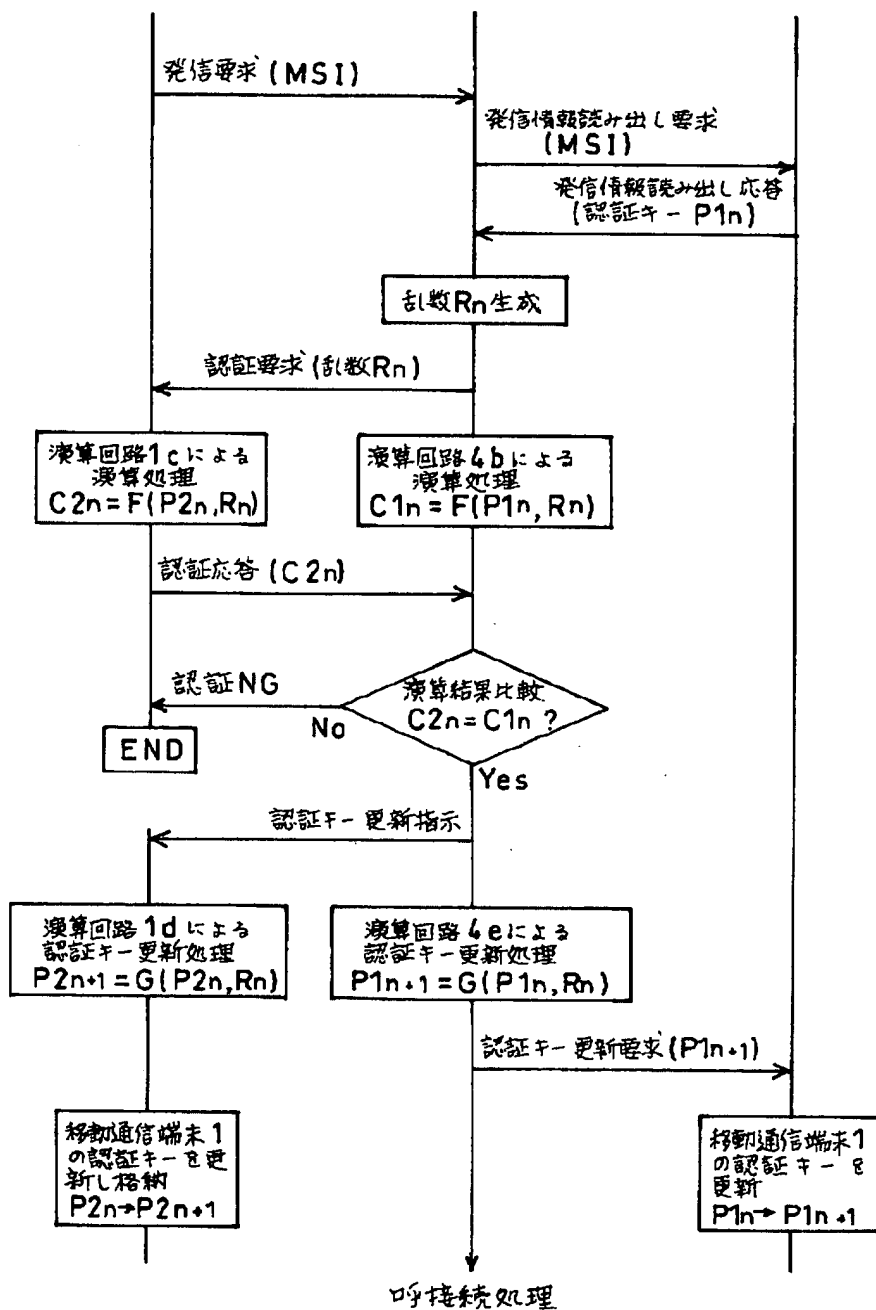 発信要求 (MSI)
発信情報読み出し要求
(MSI)
発信情報読み出し応答
(認証キー P1n)
乱数Rn生成
認証要求 (乱数Rn)
演算回路1cによる
演算処理
C2n=F(P2n,Rn)
演算回路4bによる
演算処理
C1n=F(P1n,Rn)
認証応答 (C2n)
認証NG
演算結果比較
C2n=C1n ?
No
END
Yes
認証キー更新指示
演算回路1dによる
認証キー更新処理
P2n+1=G(P2n,Rn)
演算回路4eによる
認証キー更新処理
P1n+1=G(P1n,Rn)
認証キー更新要求(P1n+1)
移動通信端末1
の認証キーを更
新し格納
P2n→P2n+1
移動通信端末1
の認証キーを
更新
P1n→P1n+1
呼接続処理